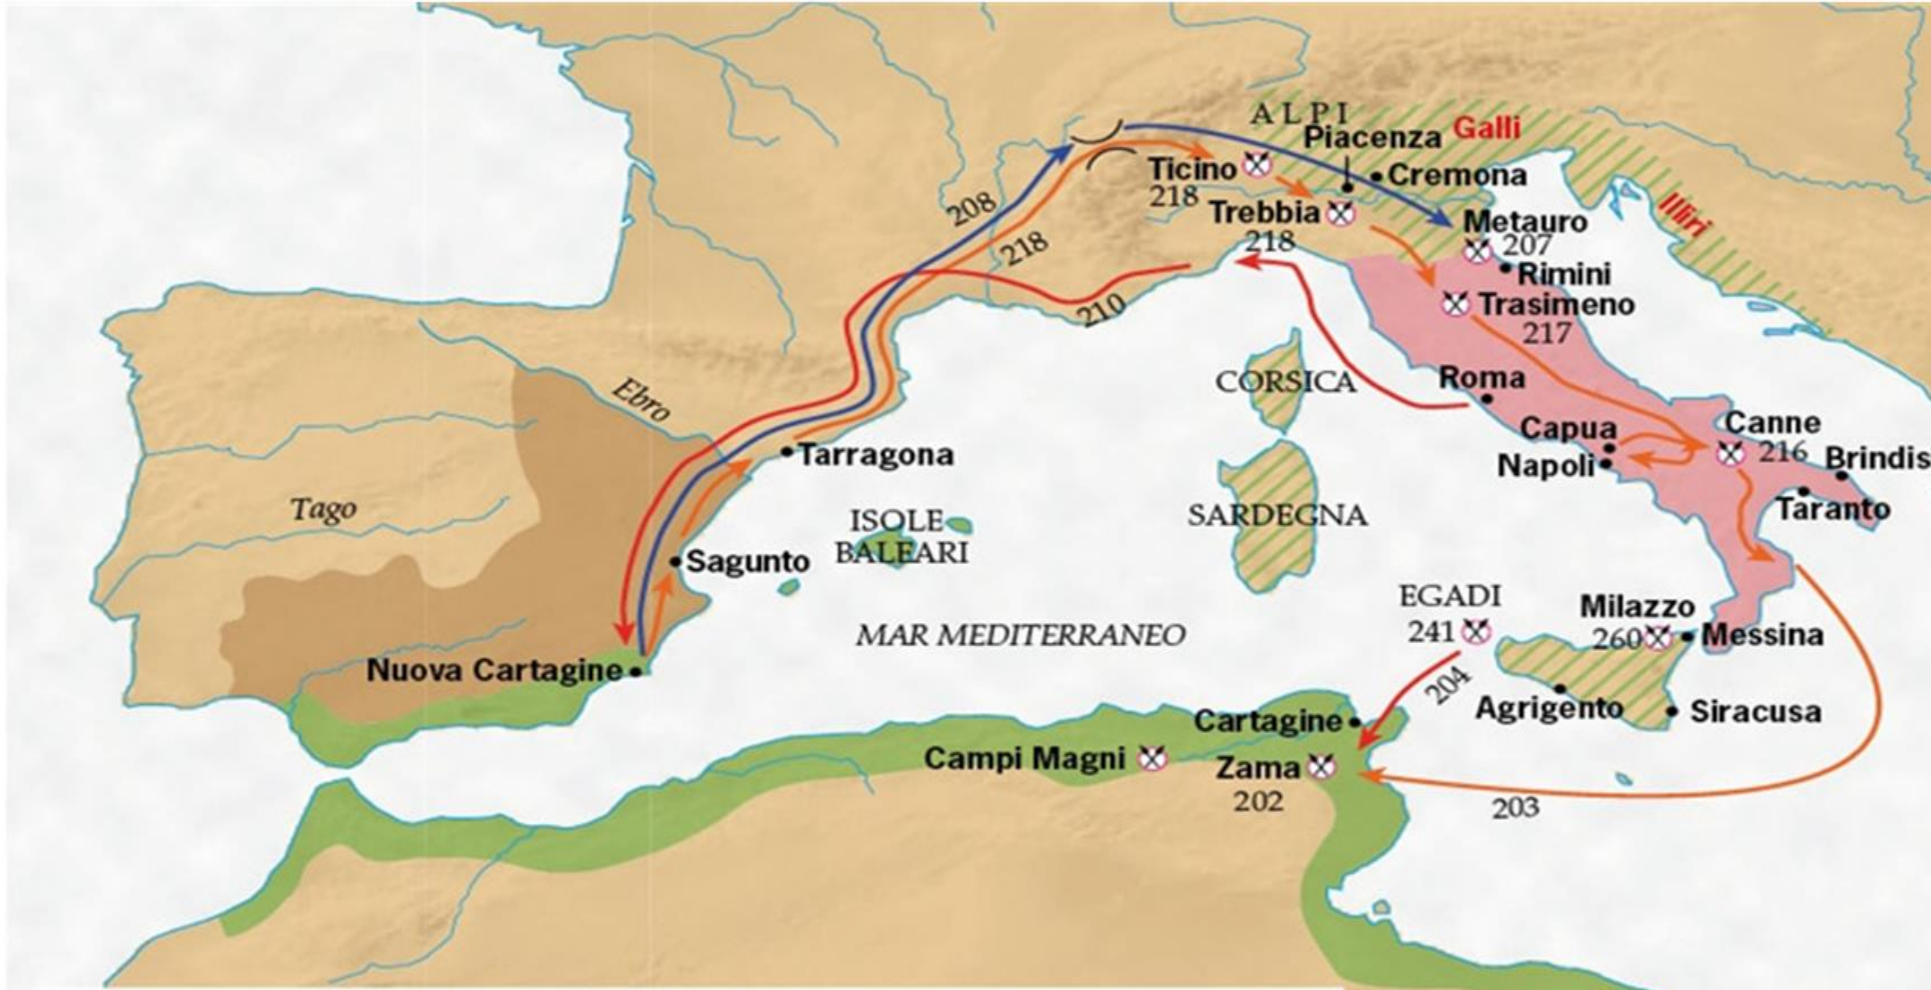 ALPI
Galli
Piacenza
Ticino
218
Cremona
208
Trebbia
218
Metauro
207
Illiri
218
Rimini
210
Trasimeno
217
CORSICA
Roma
Ebro
Capua
Canne
216
Tarragona
Napoli
Brindis
Tago
ISOLE
BALEARI
SARDEGNA
Taranto
Sagunto
EGADI
241
Milazzo
260
Messina
MAR MEDITERRANEO
Nuova Cartagine
204
Agrigento
Siracusa
Cartagine
Campi Magni
Zama
202
203